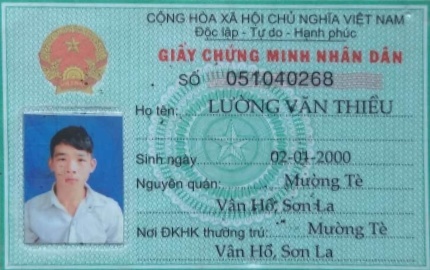 CỘNG HÒA XÃ HỘI CHỦ NGHĨA VIỆT NAM
Độc lập - Tự do - Hạnh phúc
GIẤY CHỨNG MINH NHÂN DÂN
SỐ 051040268
Họ tên: LƯỜNG VĂN THIỀU
Sinh ngày 02-01-2000
Nguyên quán: Mường Tè
Vân Hồ, Sơn La
Nơi ĐKHK thường trú: Mường Tè
Vân Hồ, Sơn La